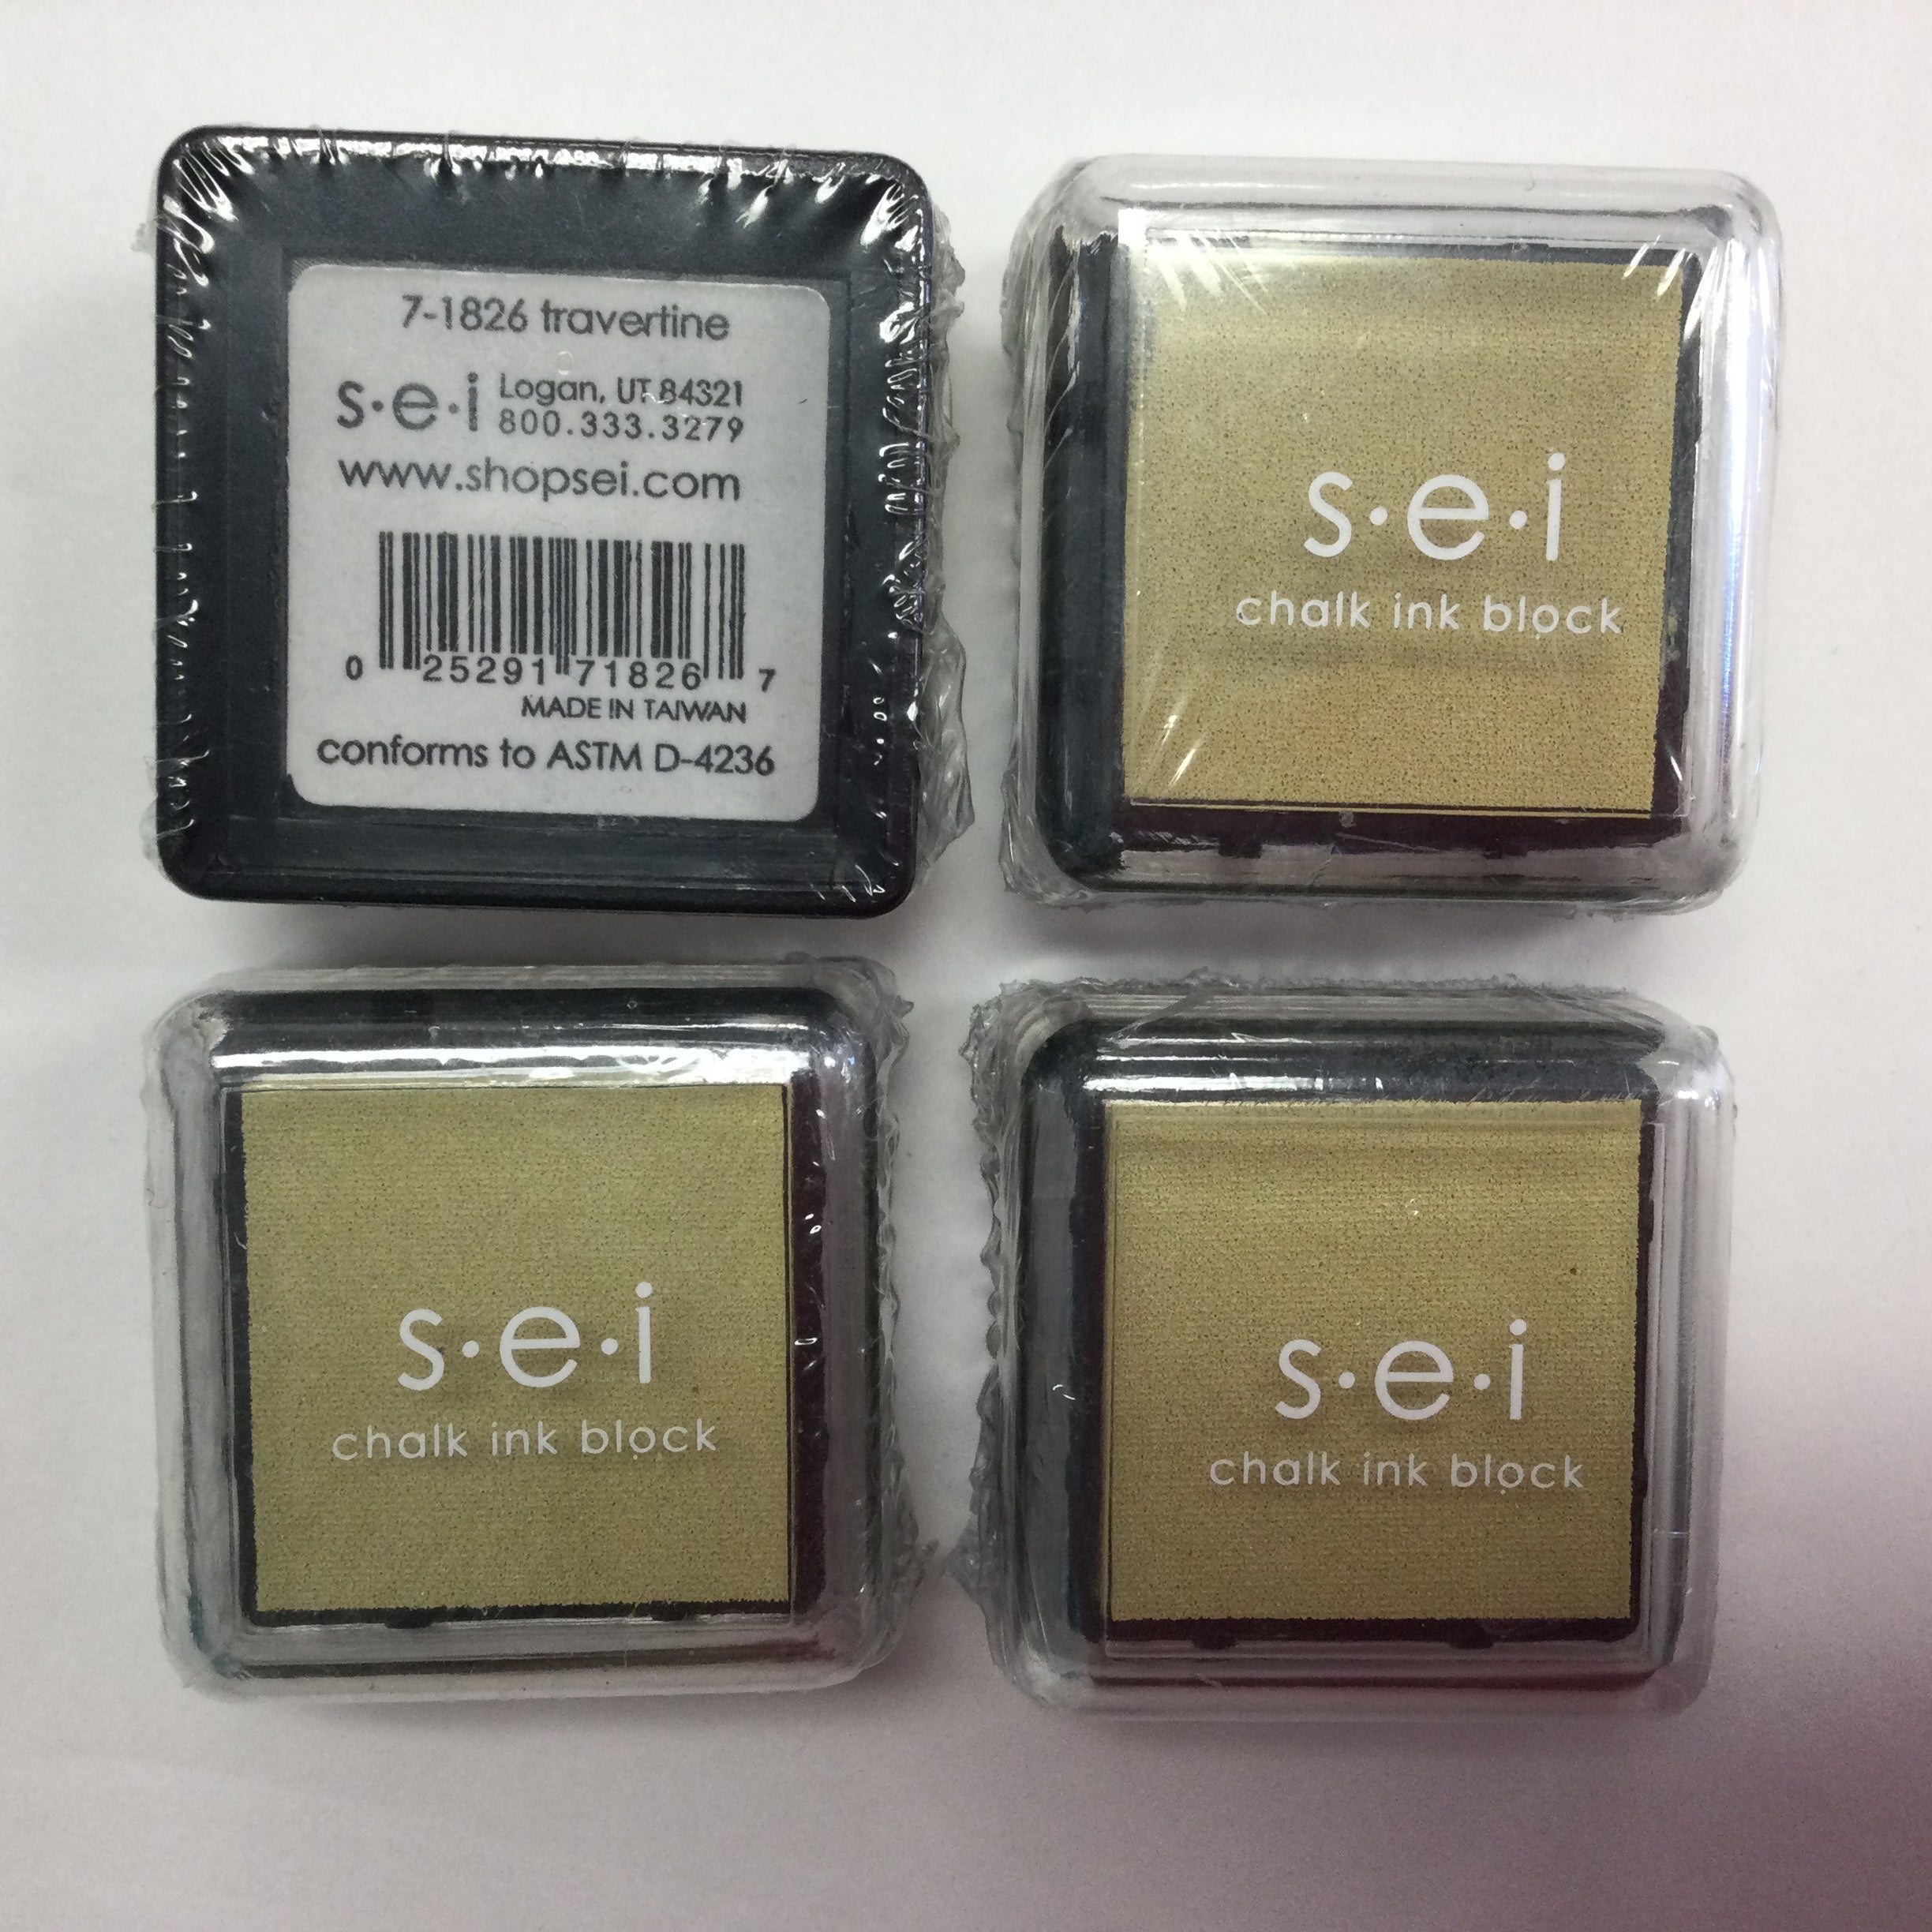 7-1826 travertine
s·e·i Logan, UT 84321
800.333.3279
www.shopsei.com
0 25291 71826 7
MADE IN TAIWAN
conforms to ASTM D-4236
s·e·i
chalk ink block
s·e·i
chalk ink block
s·e·i
chalk ink block